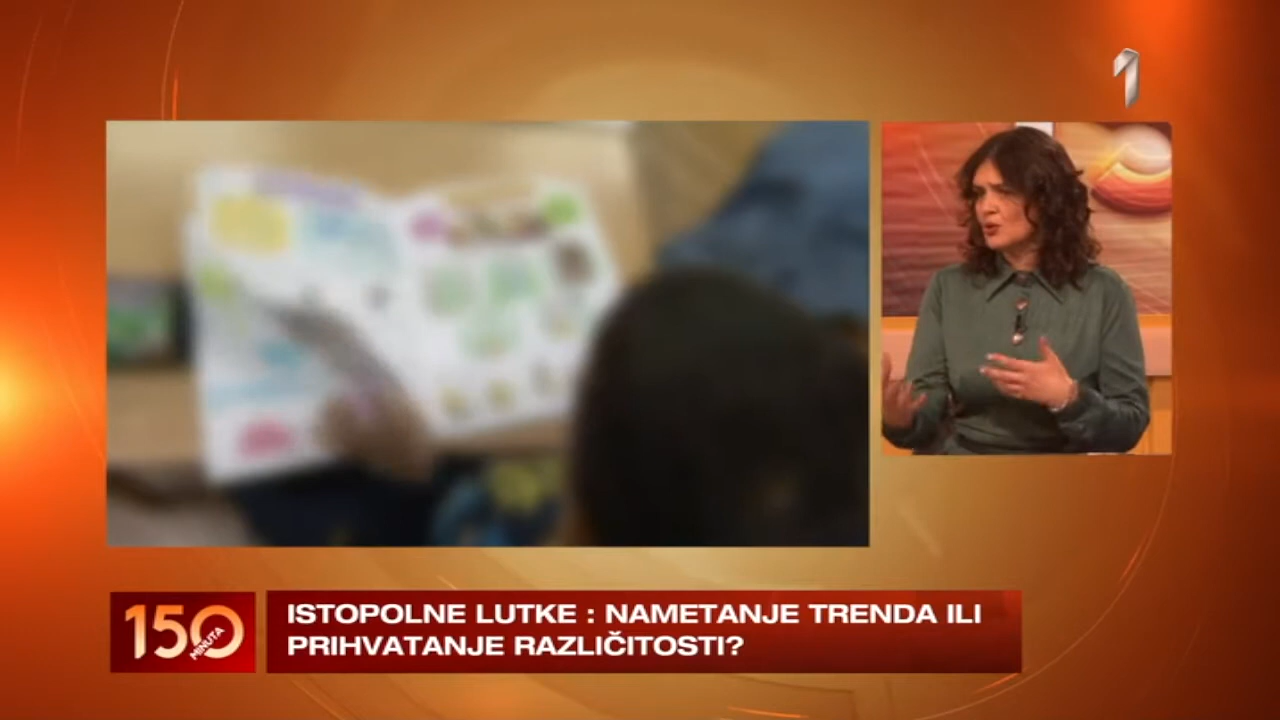 1
150
MINUTA
ISTOPOLNE LUTKE : NAMETANJE TRENDA ILI
PRIHVATANJE RAZLIČITOSTI?